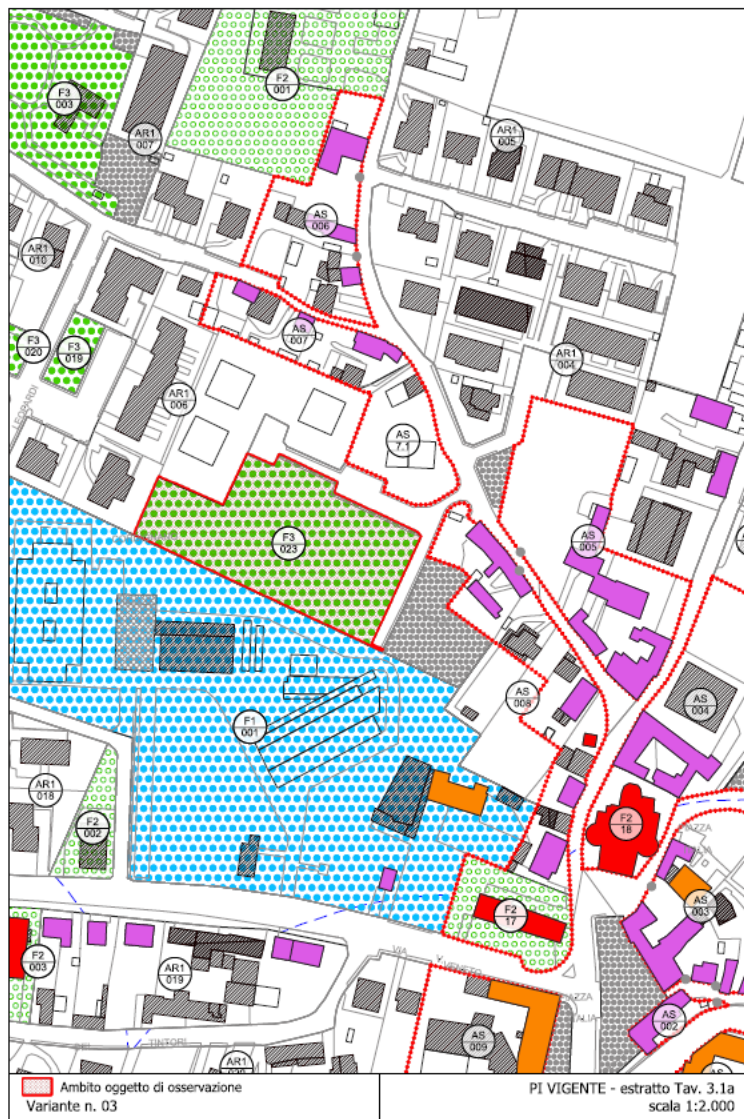 F3
003
F2
001
AR1
007
AR1
005
AS
006
AR1
010
AS
007
F3
020
F3
019
AR1
004
AR1
006
AS
7.1
F3
023
AS
005
AS
008
AS
004
F1
001
AR1
018
F2
002
F2
18
F2
17
AS
003
F2
003
AR1
019
VIA
V.VENETO
AS
002
AS
009
TINTORI
AR1
Ambito oggetto di osservazione
Variante n. 03
PI VIGENTE - estratto Tav. 3.1a
scala 1:2.000